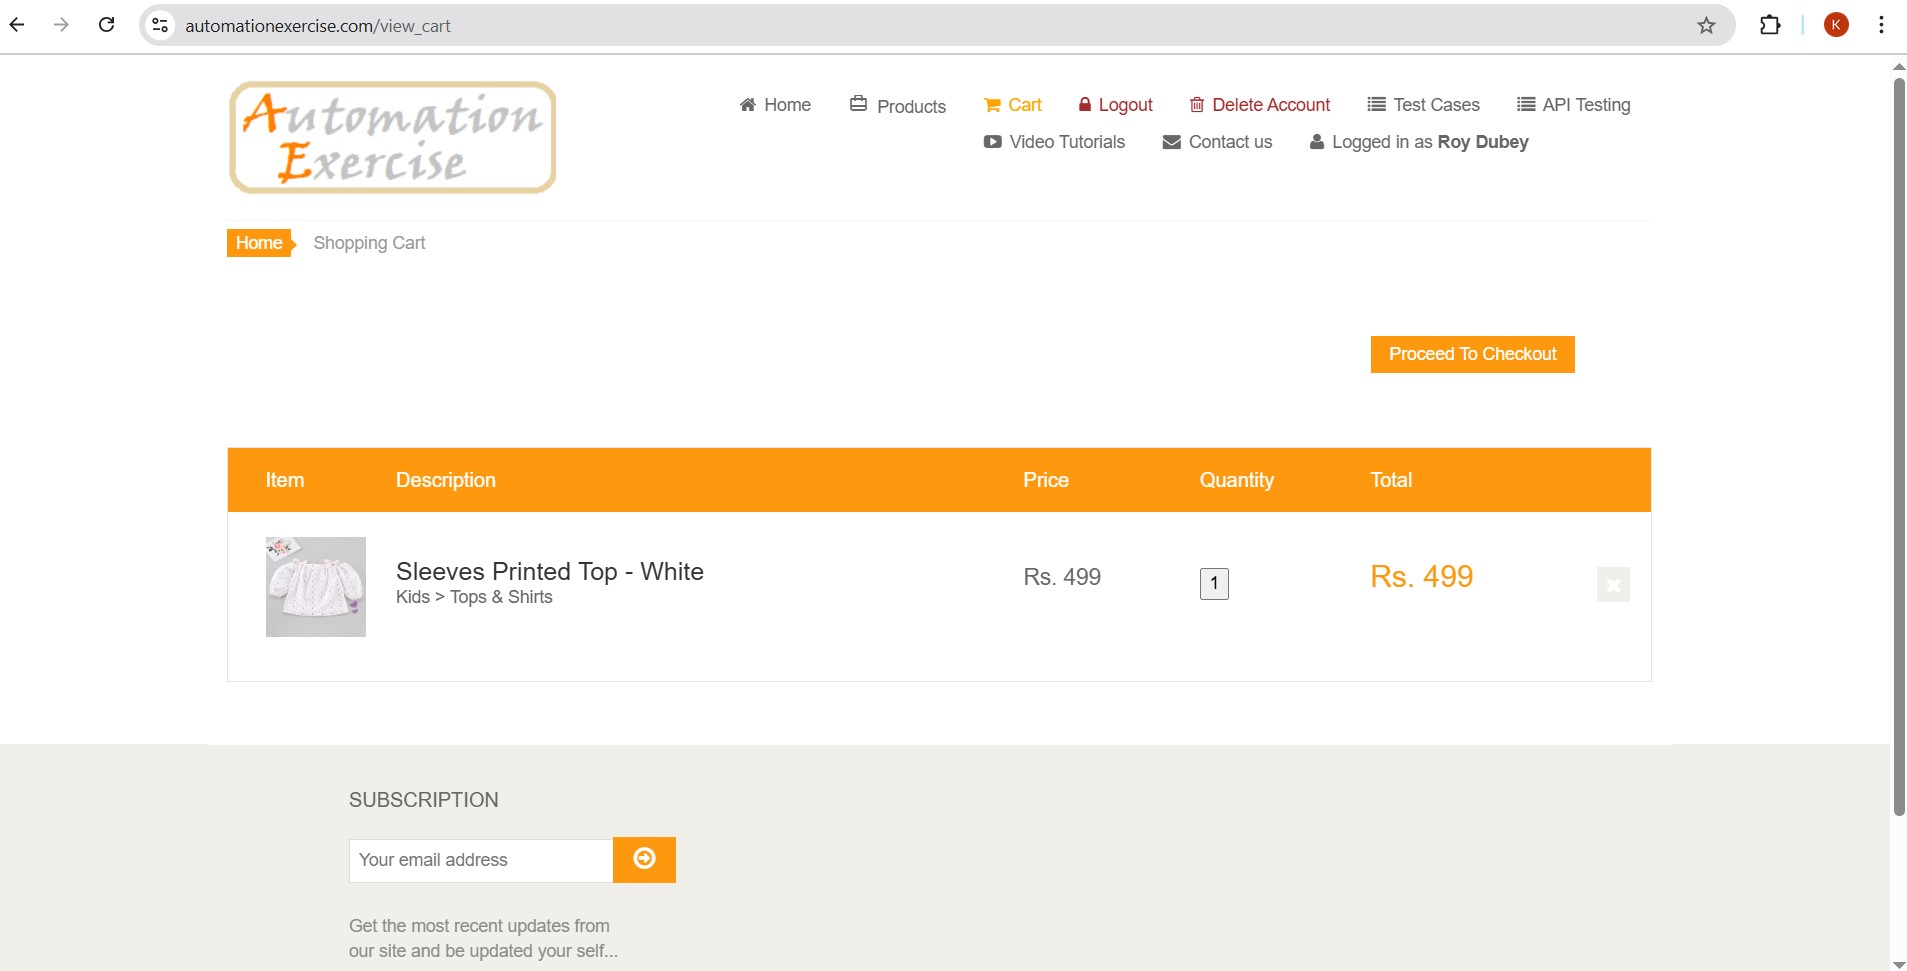 automationexercise.com/view_cart
K
Automation
Exercise
Home Products Cart Logout Delete Account Test Cases API Testing
Video Tutorials Contact us Logged in as Roy Dubey
Home Shopping Cart
Proceed To Checkout
Item Description Price Quantity Total
Sleeves Printed Top - White Rs. 499 1 Rs. 499
Kids > Tops & Shirts
SUBSCRIPTION
Your email address
Get the most recent updates from
our site and be updated your self...